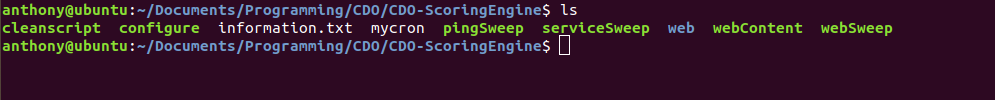 anthony@ubuntu:~/Documents/Programming/CDO/CDO-ScoringEngine$ ls
cleanscript configure information.txt mycron pingSweep serviceSweep web webContent webSweep
anthony@ubuntu:~/Documents/Programming/CDO/CDO-ScoringEngine$